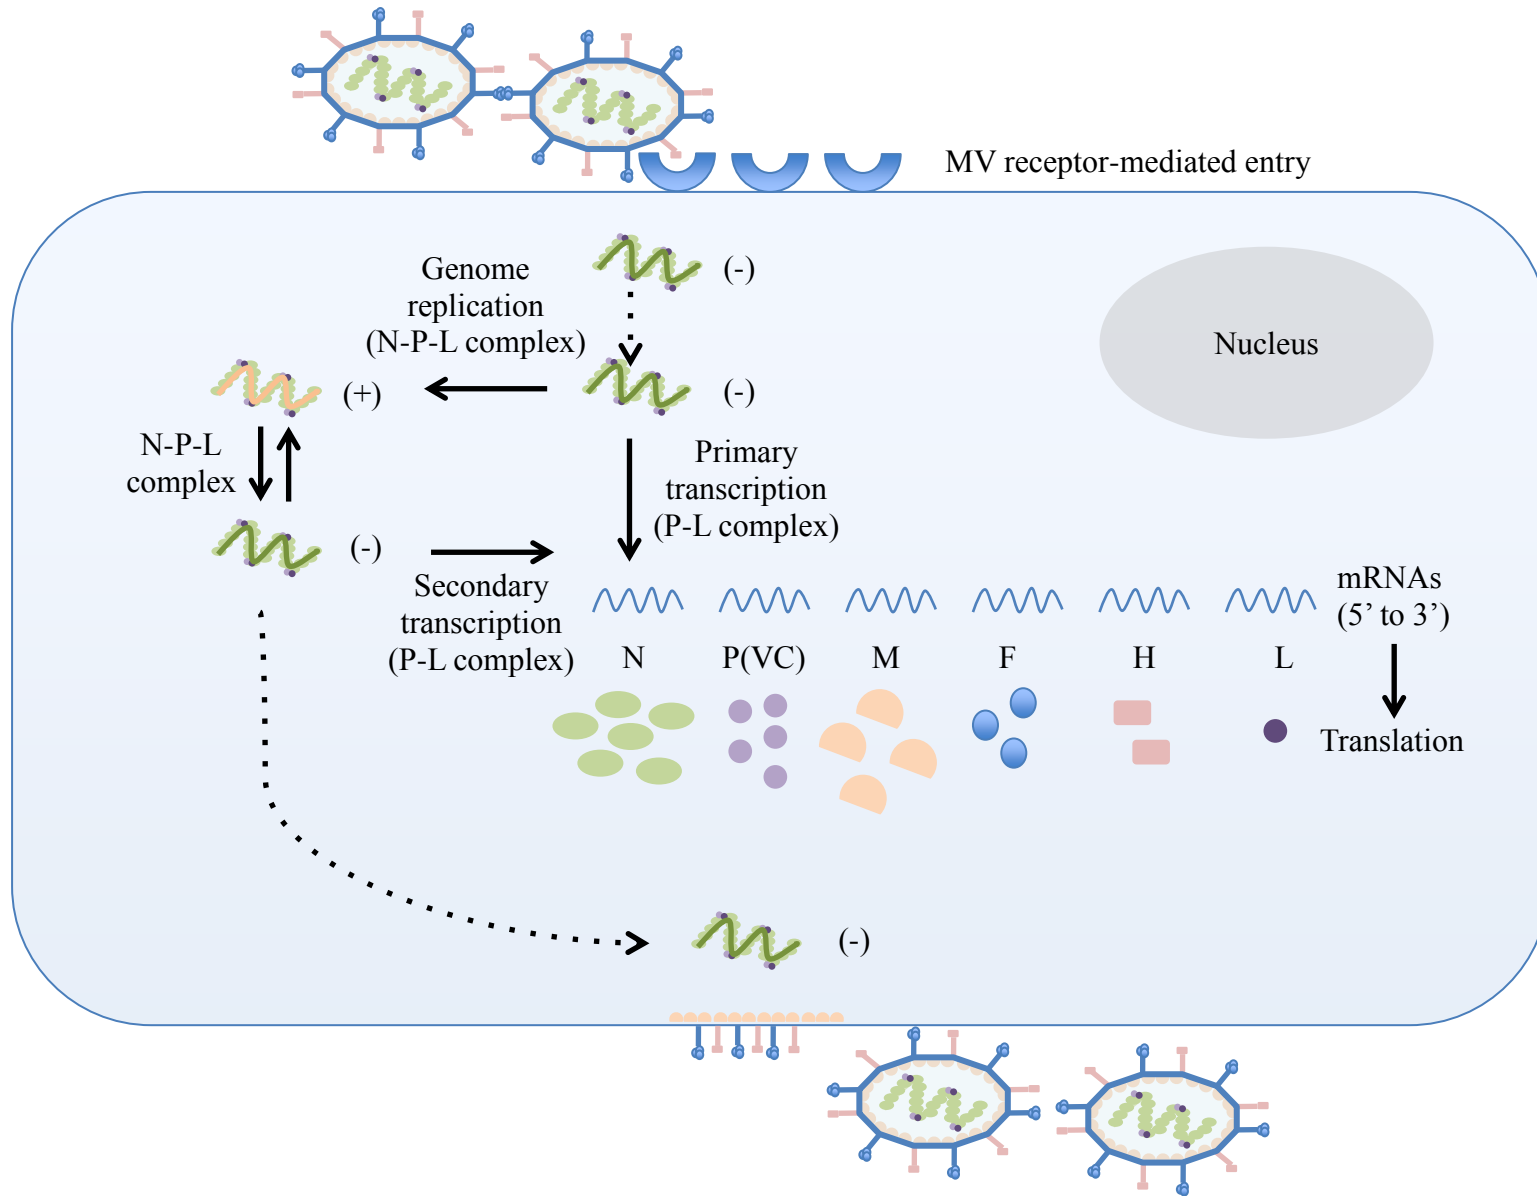 MV receptor-mediated entry
(-)
Genome
replication
(N-P-L complex)
Nucleus
(+)
(-)
N-P-L
complex
Primary
transcription
(P-L complex)
(-)
Secondary
transcription
(P-L complex)
mRNAs
(5’ to 3’)
N
P(VC)
M
F
H
L
Translation
(-)